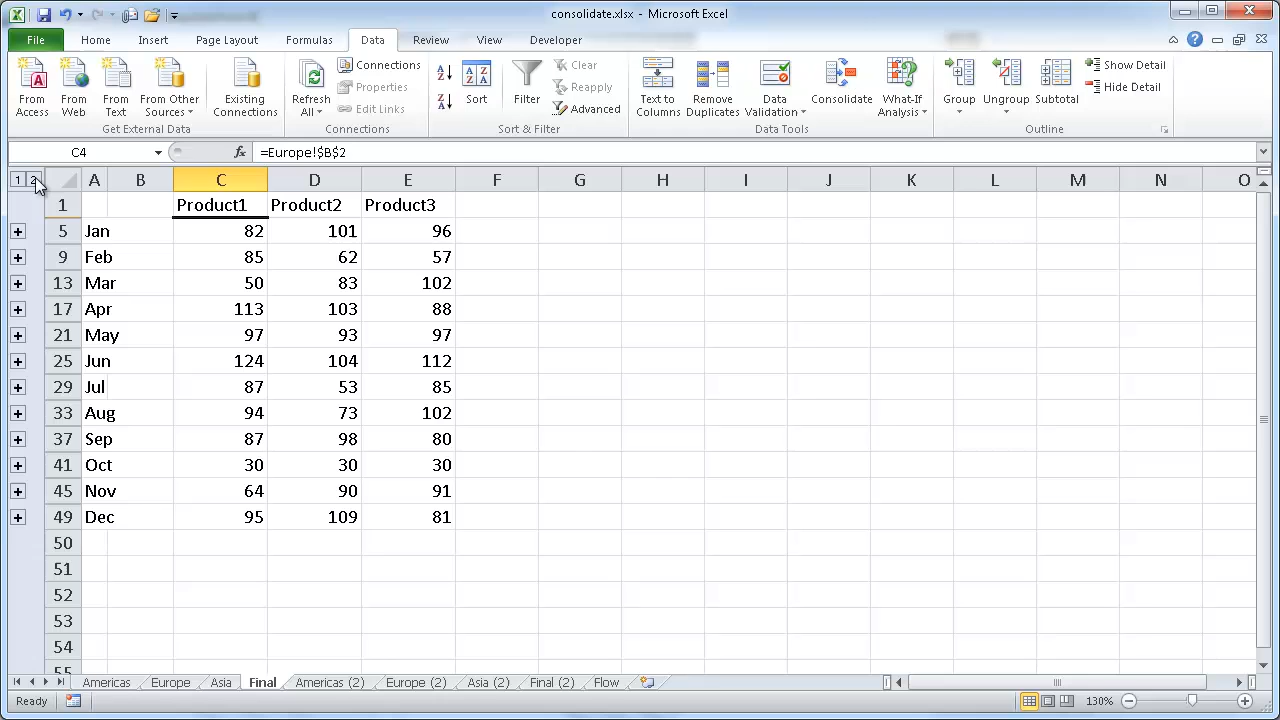 consolidate.xlsx - Microsoft Excel
File Home Insert Page Layout Formulas Data Review View Developer
From Access
From Web
From Text
From Other Sources
Existing Connections
Get External Data
Refresh All
Connections
Properties
Edit Links
Connections
Sort
Filter
Clear
Reapply
Advanced
Sort & Filter
Text to Columns
Remove Duplicates
Data Validation
Consolidate
What-If Analysis
Data Tools
Group
Ungroup
Subtotal
Show Detail
Hide Detail
Outline
C4 fx =Europe!$B$2
1 2 A B C D E F G H I J K L M N O
1 Product1 Product2 Product3
5 Jan 82 101 96
9 Feb 85 62 57
13 Mar 50 83 102
17 Apr 113 103 88
21 May 97 93 97
25 Jun 124 104 112
29 Jul 87 53 85
33 Aug 94 73 102
37 Sep 87 98 80
41 Oct 30 30 30
45 Nov 64 90 91
49 Dec 95 109 81
50
51
52
53
54
55
Americas Europe Asia Final Americas (2) Europe (2) Asia (2) Final (2) Flow
Ready 130%